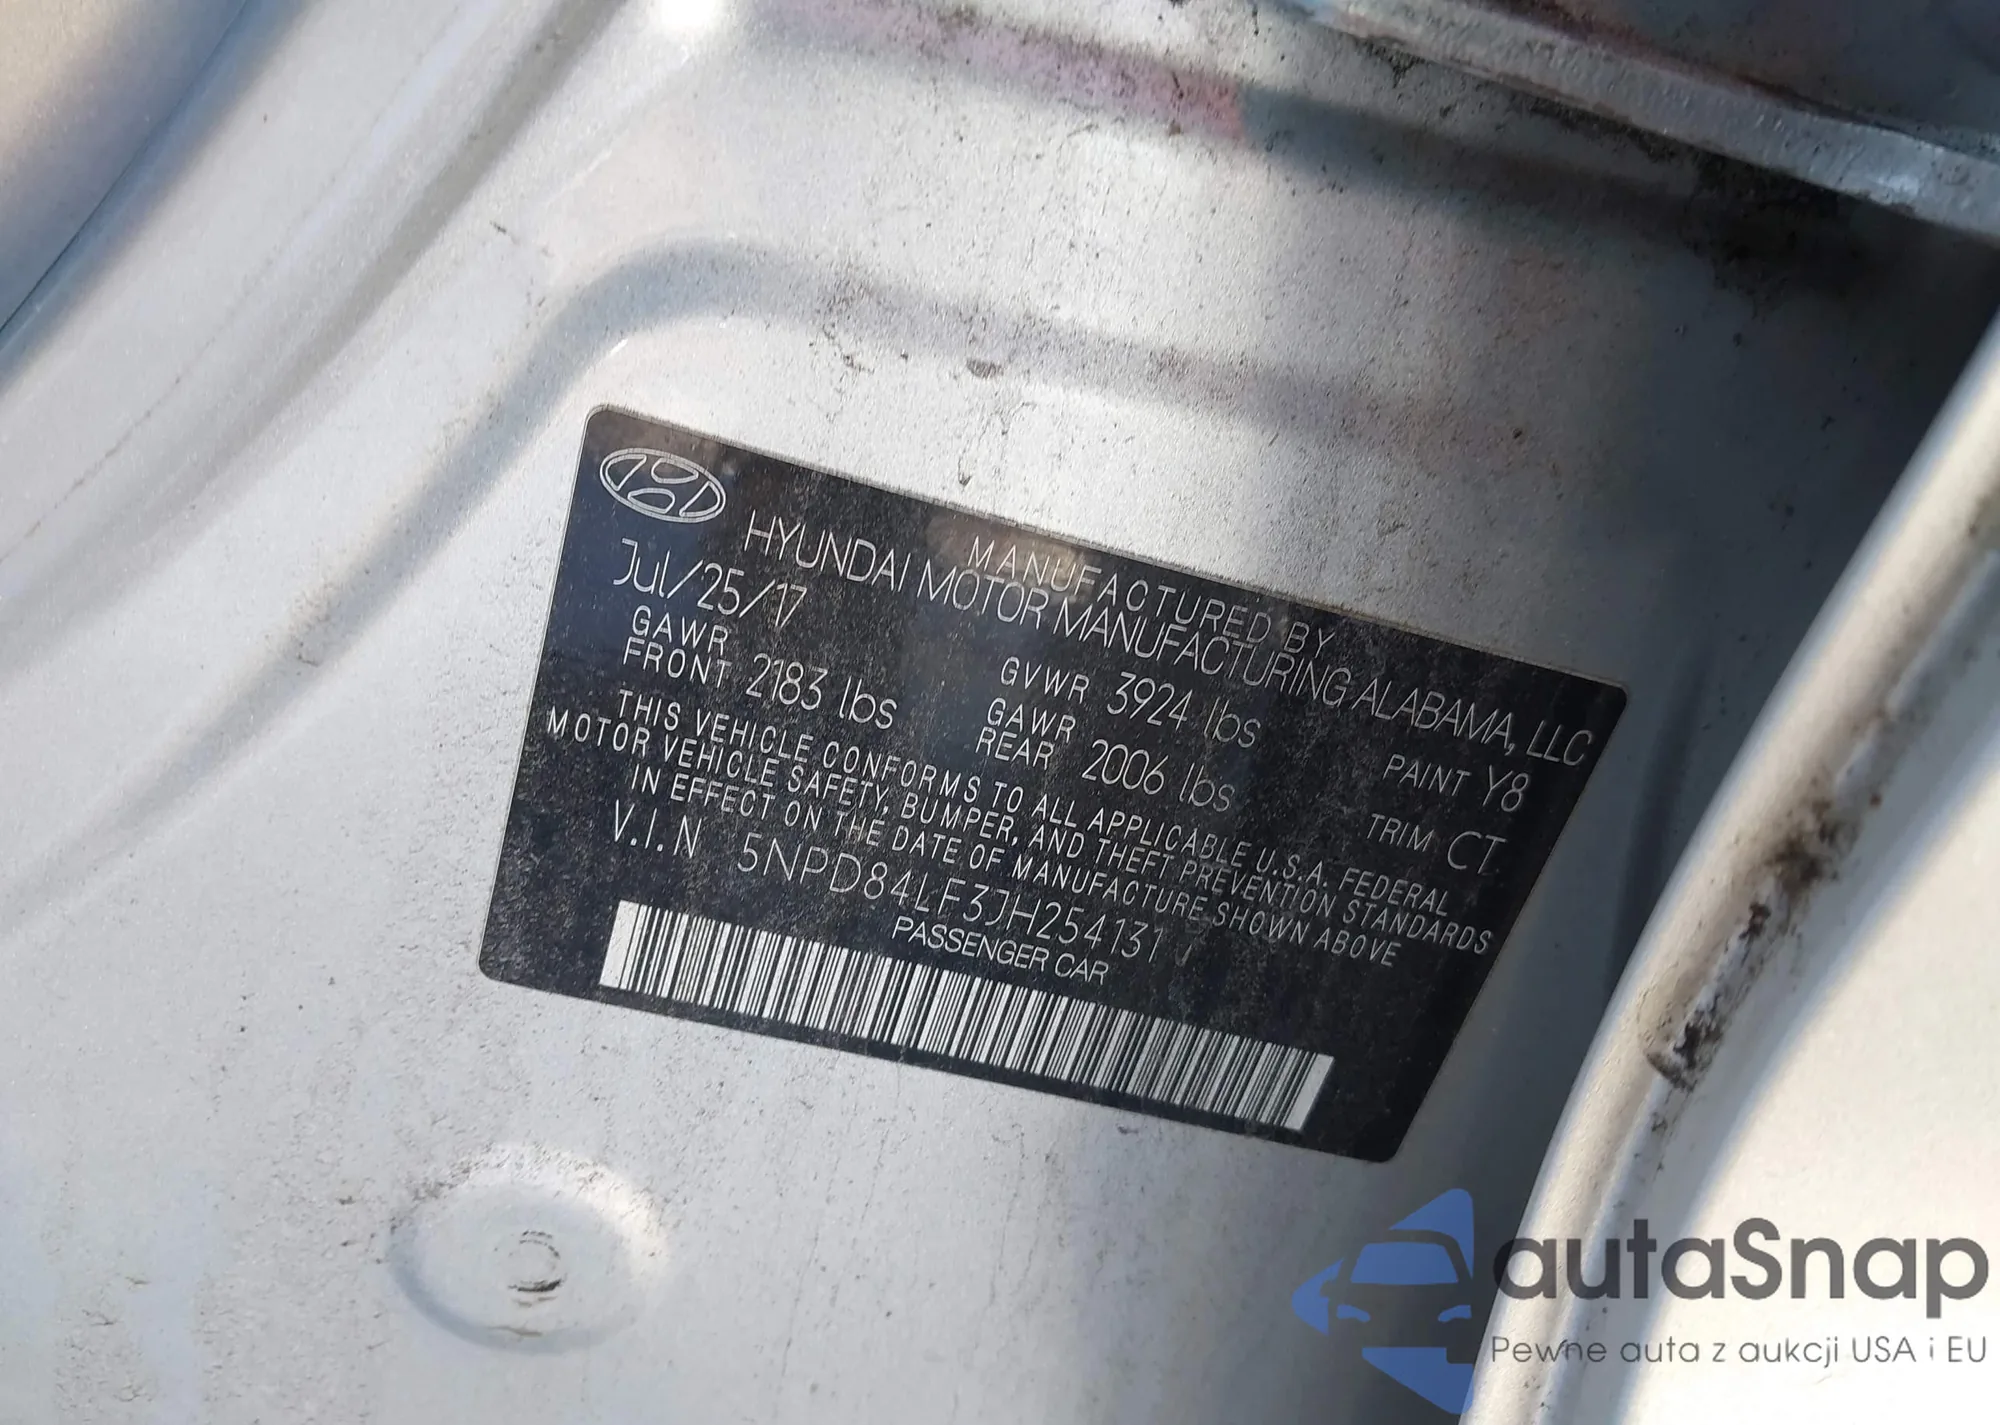 MANUFACTURED BY
HYUNDAI MOTOR MANUFACTURING ALABAMA, LLC
Jul/25/17
GVWR 3924 lbs
PAINT Y8
GAWR FRONT 2183 lbs
GAWR REAR 2006 lbs
TRIM CT
THIS VEHICLE CONFORMS TO ALL APPLICABLE U.S.A. FEDERAL
MOTOR VEHICLE SAFETY, BUMPER, AND THEFT PREVENTION STANDARDS
IN EFFECT ON THE DATE OF MANUFACTURE SHOWN ABOVE
V.I.N 5NPD84LF3JH254131
PASSENGER CAR
autaSnap
Pewne auta z aukcji USA i EU